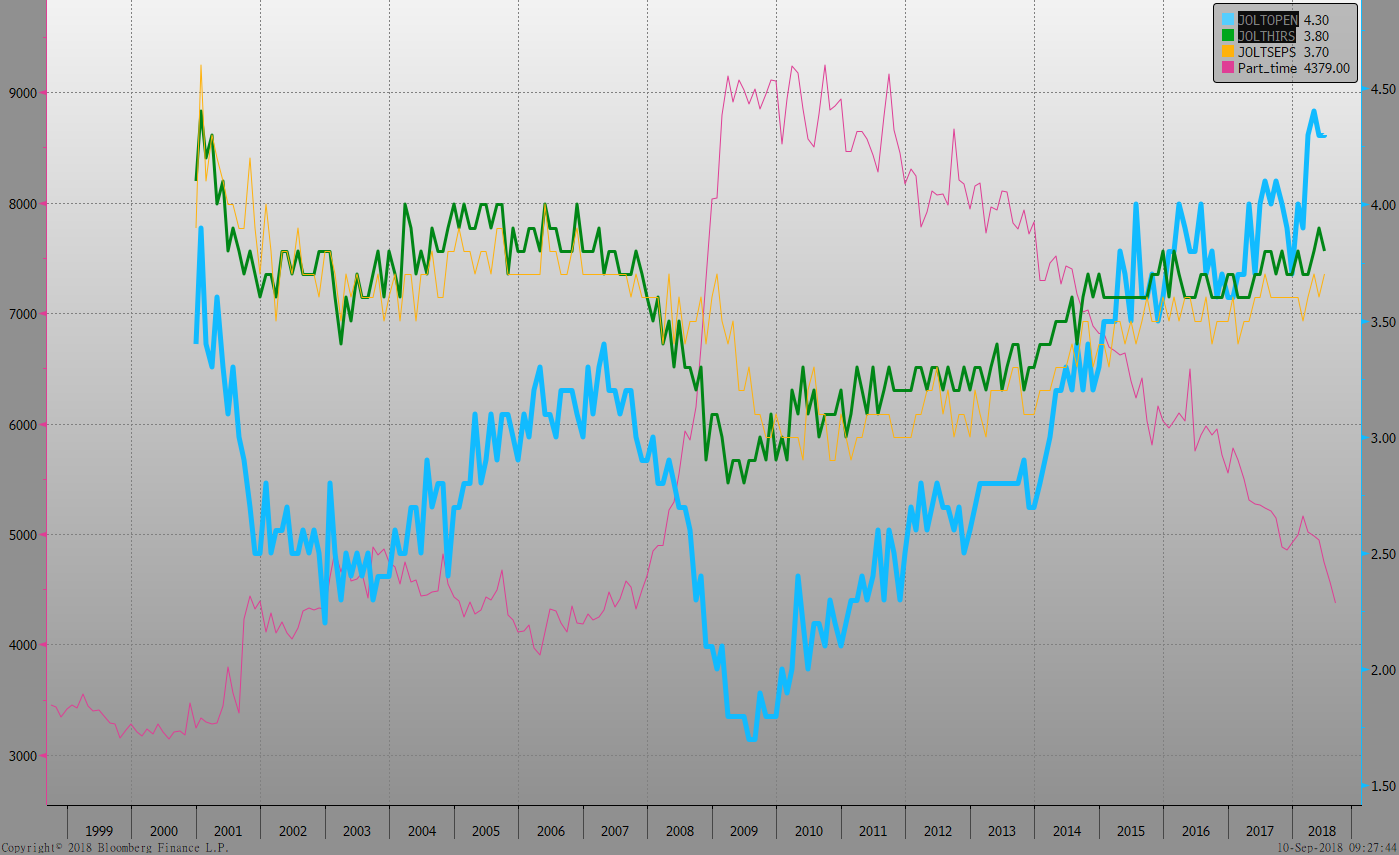 JOLTOPEN 4.30
JOLTHIRS 3.80
JOLTSEPS 3.70
Part_time 4379.00
9000
8000
7000
6000
5000
4000
3000
4.50
4.00
3.50
3.00
2.50
2.00
1.50
1999 2000 2001 2002 2003 2004 2005 2006 2007 2008 2009 2010 2011 2012 2013 2014 2015 2016 2017 2018
Copyright© 2018 Bloomberg Finance L.P.
10-Sep-2018 09:27:44